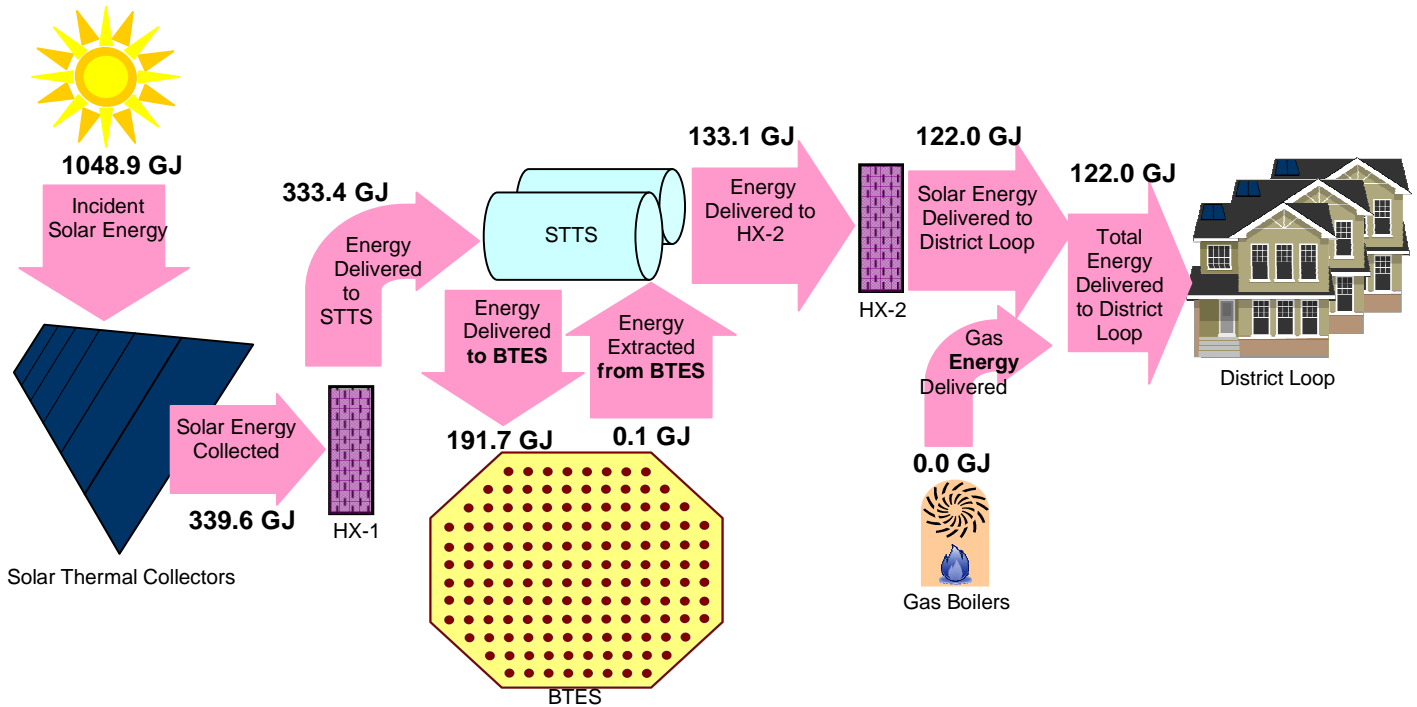 1048.9 GJ
Incident
Solar Energy
Solar Thermal Collectors
Solar Energy
Collected
339.6 GJ
HX-1
333.4 GJ
Energy
Delivered
to
STTS
STTS
Energy
Delivered
to BTES
191.7 GJ
Energy
Extracted
from BTES
0.1 GJ
BTES
133.1 GJ
Energy
Delivered to
HX-2
HX-2
122.0 GJ
Solar Energy
Delivered to
District Loop
Gas
Energy
Delivered
0.0 GJ
Gas Boilers
122.0 GJ
Total
Energy
Delivered
to District
Loop
District Loop